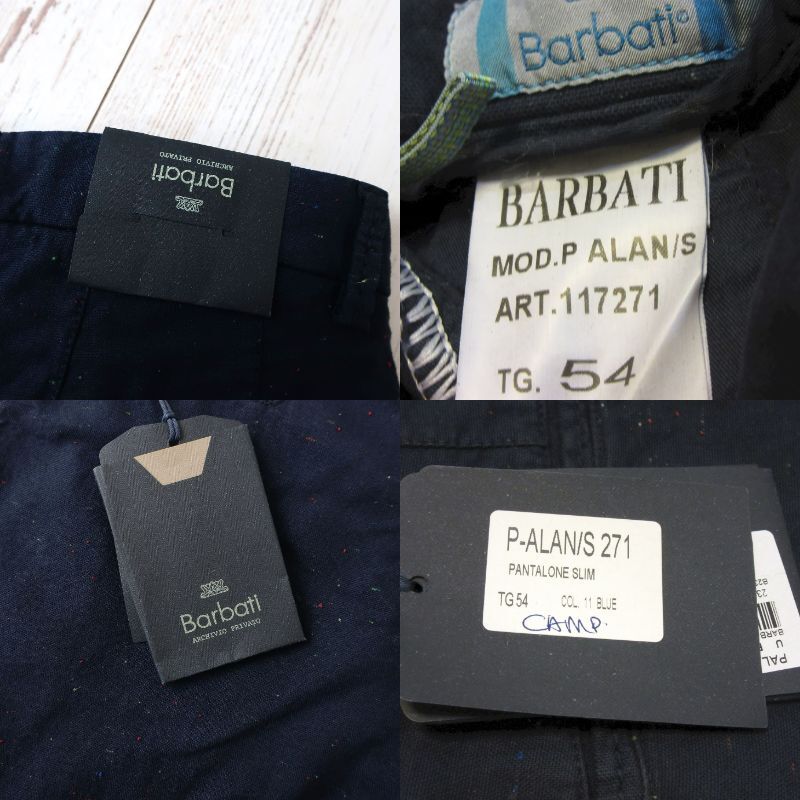 Barbati
ARCHIVIO PRIVATO
Barbati©
BARBATI
MOD.P ALAN/S
ART.117271
TG. 54
Barbati
ARCHIVIO PRIVATO
P-ALAN/S 271
PANTALONE SLIM
TG 54 COL. 11 BLUE
CAMP.